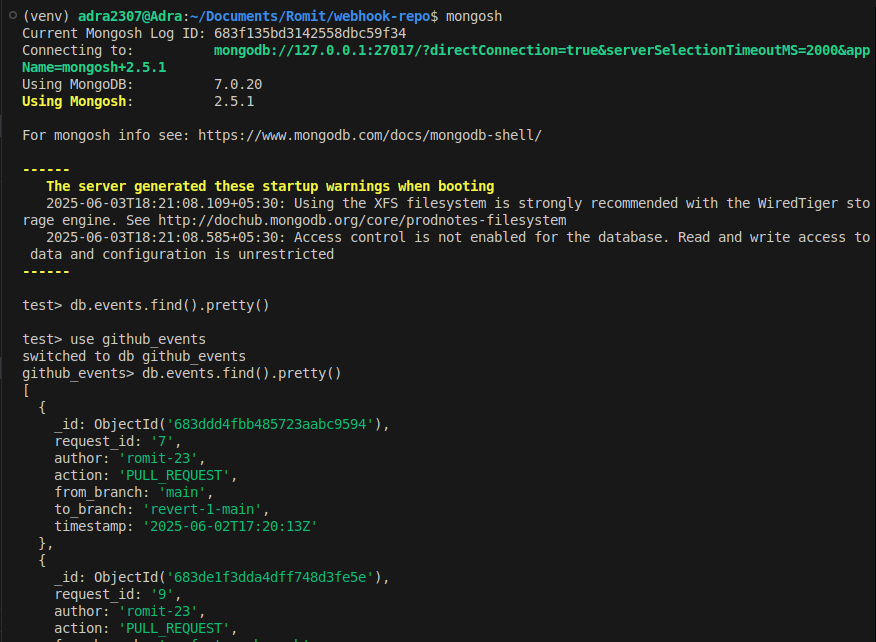 (venv) adra2307@Adra:~/Documents/Romit/webhook-repo$ mongosh
Current Mongosh Log ID: 683f135bd3142558dbc59f34
Connecting to:          mongodb://127.0.0.1:27017/?directConnection=true&serverSelectionTimeoutMS=2000&app
Name=mongosh+2.5.1
Using MongoDB:          7.0.20
Using Mongosh:          2.5.1

For mongosh info see: https://www.mongodb.com/docs/mongodb-shell/

------
   The server generated these startup warnings when booting
   2025-06-03T18:21:08.109+05:30: Using the XFS filesystem is strongly recommended with the WiredTiger sto
rage engine. See http://dochub.mongodb.org/core/prodnotes-filesystem
   2025-06-03T18:21:08.585+05:30: Access control is not enabled for the database. Read and write access to
 data and configuration is unrestricted
------

test> db.events.find().pretty()

test> use github_events
switched to db github_events
github_events> db.events.find().pretty()
[
  {
    _id: ObjectId('683ddd4fbb485723aabc9594'),
    request_id: '7',
    author: 'romit-23',
    action: 'PULL_REQUEST',
    from_branch: 'main',
    to_branch: 'revert-1-main',
    timestamp: '2025-06-02T17:20:13Z'
  },
  {
    _id: ObjectId('683de1f3dda4dff748d3fe5e'),
    request_id: '9',
    author: 'romit-23',
    action: 'PULL_REQUEST',